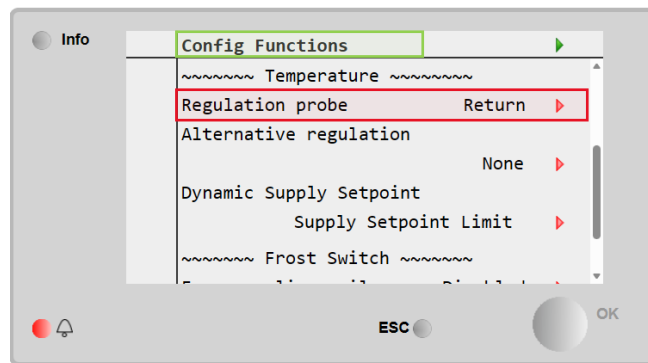 Info
Config Functions
~~~~~~~ Temperature ~~~~~~~~
Regulation probe Return
Alternative regulation
None
Dynamic Supply Setpoint
Supply Setpoint Limit
~~~~~~~ Frost Switch ~~~~~~~
ESC
OK